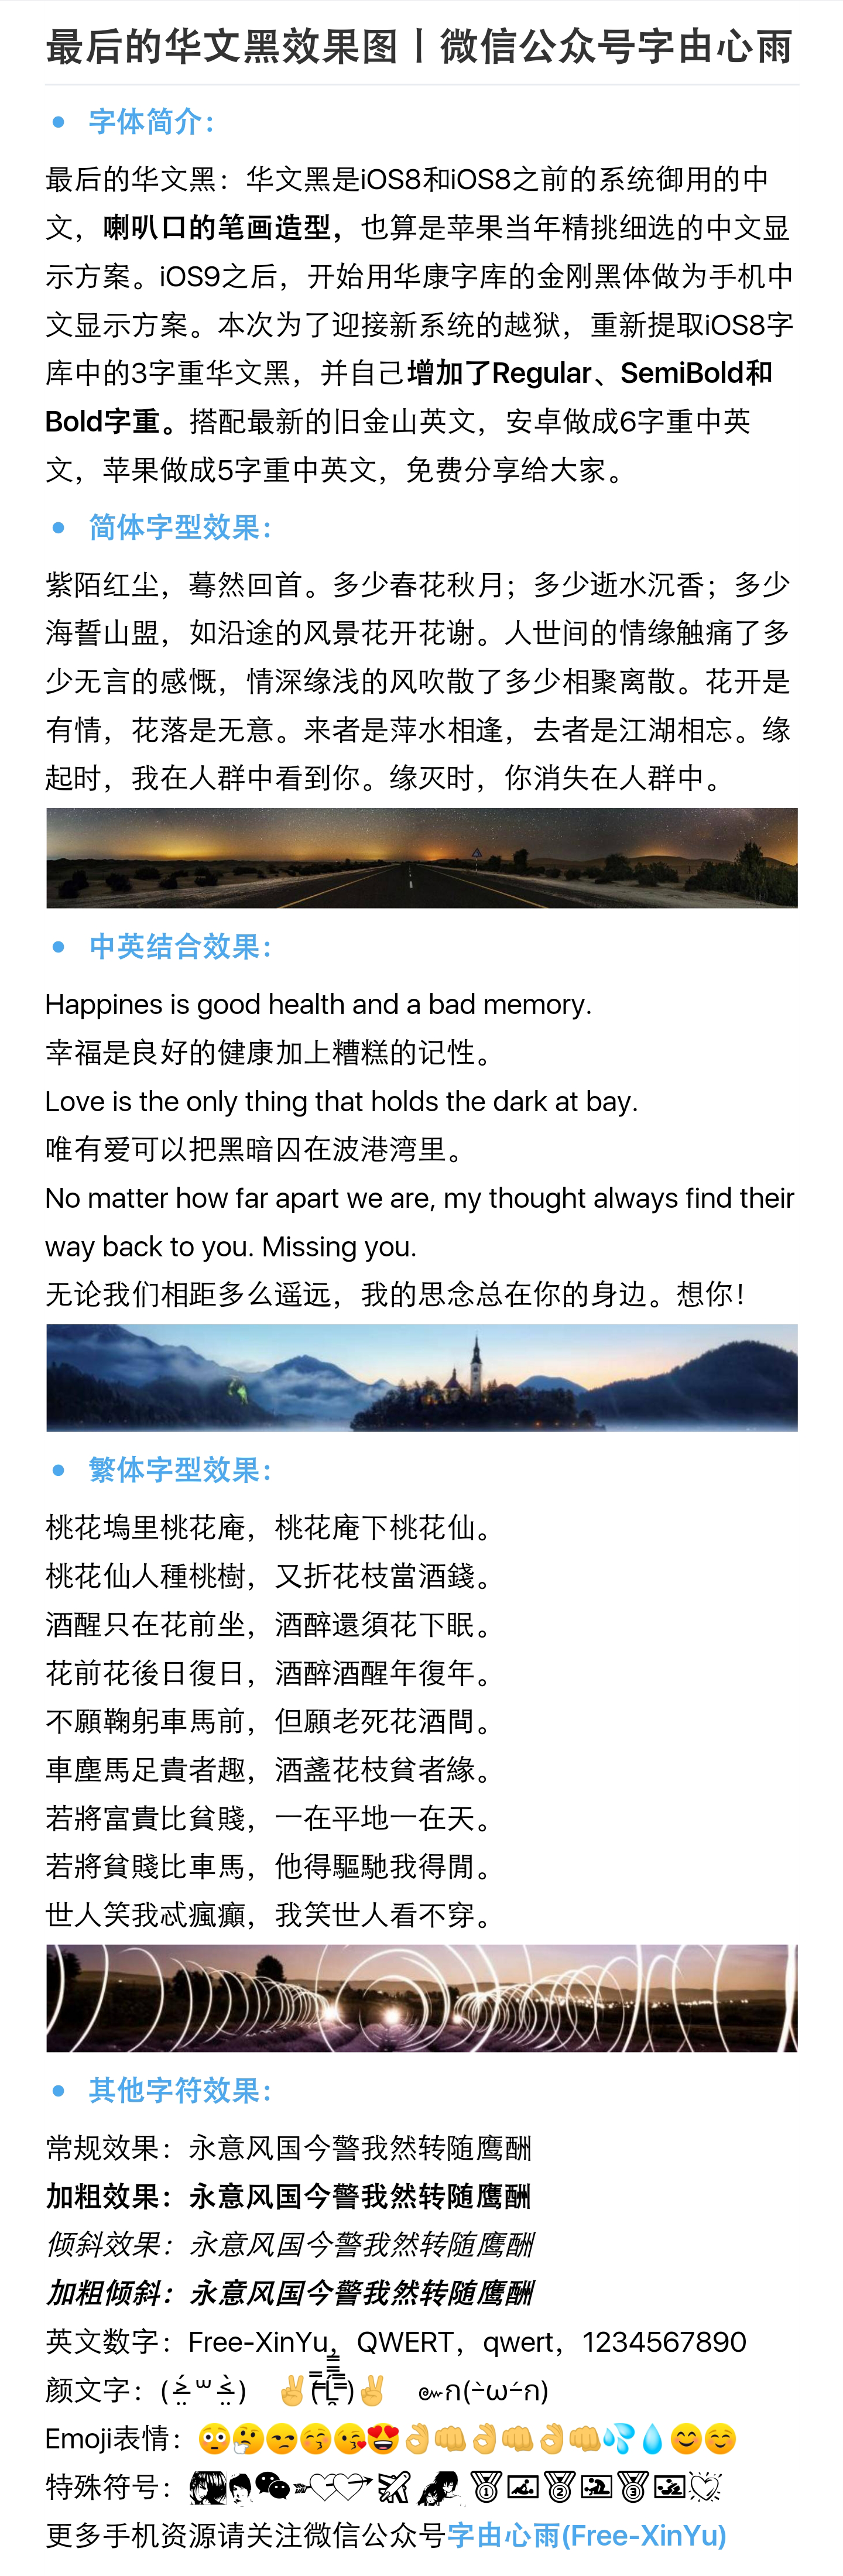 最后的华文黑效果图丨微信公众号字由心雨
• 字体简介：
最后的华文黑：华文黑是iOS8和iOS8之前的系统御用的中
文，喇叭口的笔画造型，也算是苹果当年精挑细选的中文显
示方案。iOS9之后，开始用华康字库的金刚黑体做为手机中
文显示方案。本次为了迎接新系统的越狱，重新提取iOS8字
库中的3字重华文黑，并自己增加了Regular、SemiBold和
Bold字重。搭配最新的旧金山英文，安卓做成6字重中英
文，苹果做成5字重中英文，免费分享给大家。
• 简体字型效果：
紫陌红尘，蓦然回首。多少春花秋月；多少逝水沉香；多少
海誓山盟，如沿途的风景花开花谢。人世间的情缘触痛了多
少无言的感慨，情深缘浅的风吹散了多少相聚离散。花开是
有情，花落是无意。来者是萍水相逢，去者是江湖相忘。缘
起时，我在人群中看到你。缘灭时，你消失在人群中。
• 中英结合效果：
Happines is good health and a bad memory.
幸福是良好的健康加上糟糕的记性。
Love is the only thing that holds the dark at bay.
唯有爱可以把黑暗囚在波港湾里。
No matter how far apart we are, my thought always find their
way back to you. Missing you.
无论我们相距多么遥远，我的思念总在你的身边。想你！
• 繁体字型效果：
桃花塢里桃花庵，桃花庵下桃花仙。
桃花仙人種桃樹，又折花枝當酒錢。
酒醒只在花前坐，酒醉還須花下眠。
花前花後日復日，酒醉酒醒年復年。
不願鞠躬車馬前，但願老死花酒間。
車塵馬足貴者趣，酒盞花枝貧者緣。
若將富貴比貧賤，一在平地一在天。
若將貧賤比車馬，他得驅馳我得閒。
世人笑我忒瘋癲，我笑世人看不穿。
• 其他字符效果：
常规效果：永意风国今警我然转随鹰酬
加粗效果：永意风国今警我然转随鹰酬
倾斜效果：永意风国今警我然转随鹰酬
加粗倾斜：永意风国今警我然转随鹰酬
英文数字：Free-XinYu，QWERT，qwert，1234567890
颜文字：
Emoji表情：😳🤔😒😚😘😍👌👊👌👊👌👊💦💧😊☺️
特殊符号：
更多手机资源请关注微信公众号字由心雨(Free-XinYu)